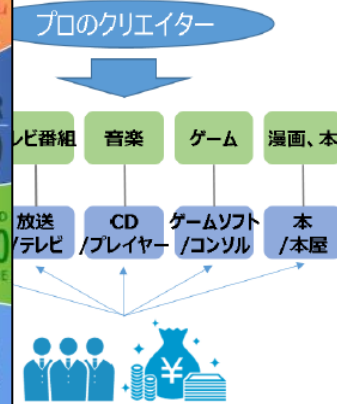 プロのクリエイター
レビ番組 音楽 ゲーム 漫画、本
放送 CD ゲームソフト 本
/テレビ /プレイヤー /コンソル /本屋
¥